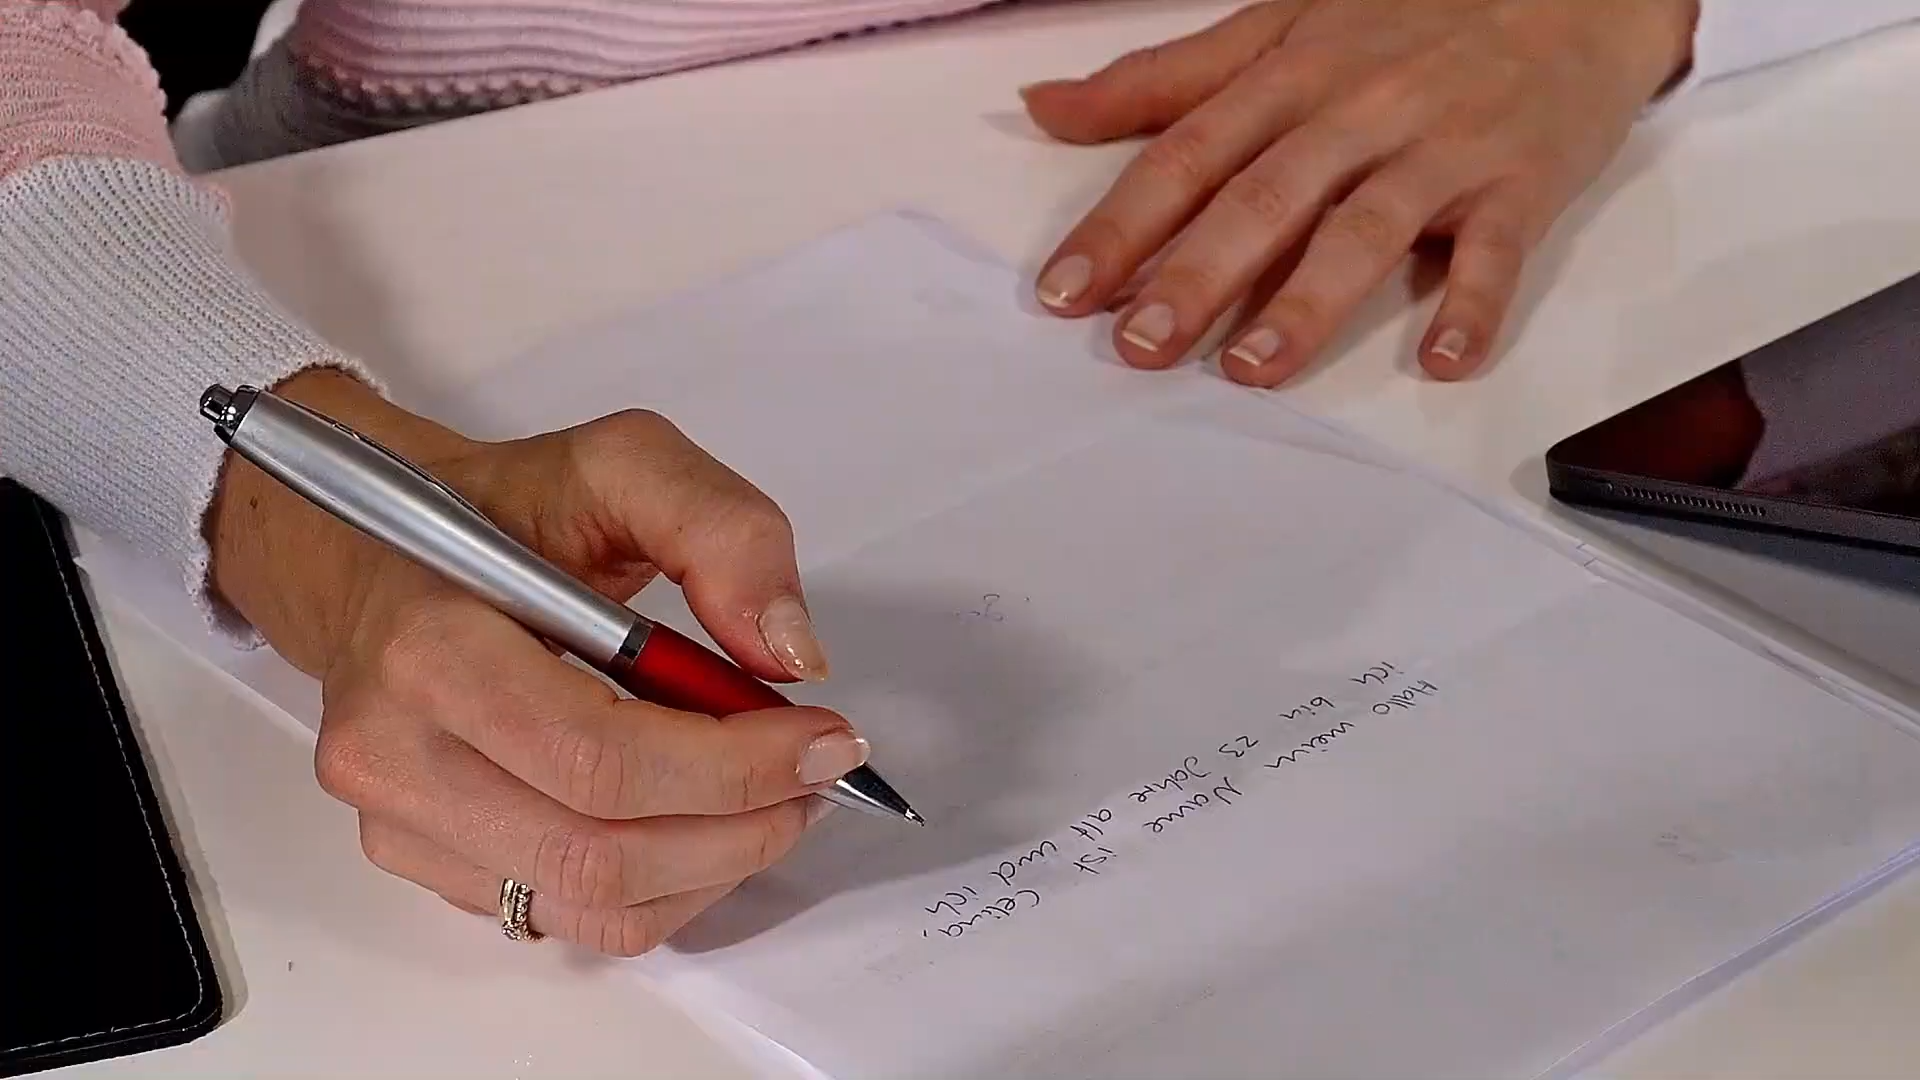 Hallo mein Name ist Celina,
ich bin 23 Jahre alt und ich